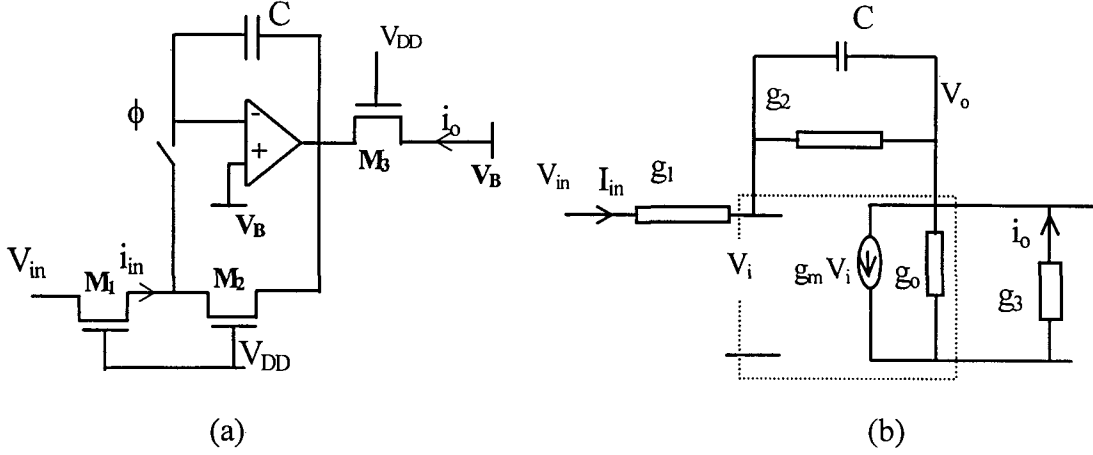 C
V_DD
ϕ
-
+
i_o
M_3
V_B
V_B
V_in
M_1
i_in
M_2
V_DD
(a)
C
g_2
V_o
V_in
I_in
g_1
V_i
g_m V_i
g_o
i_o
g_3
(b)